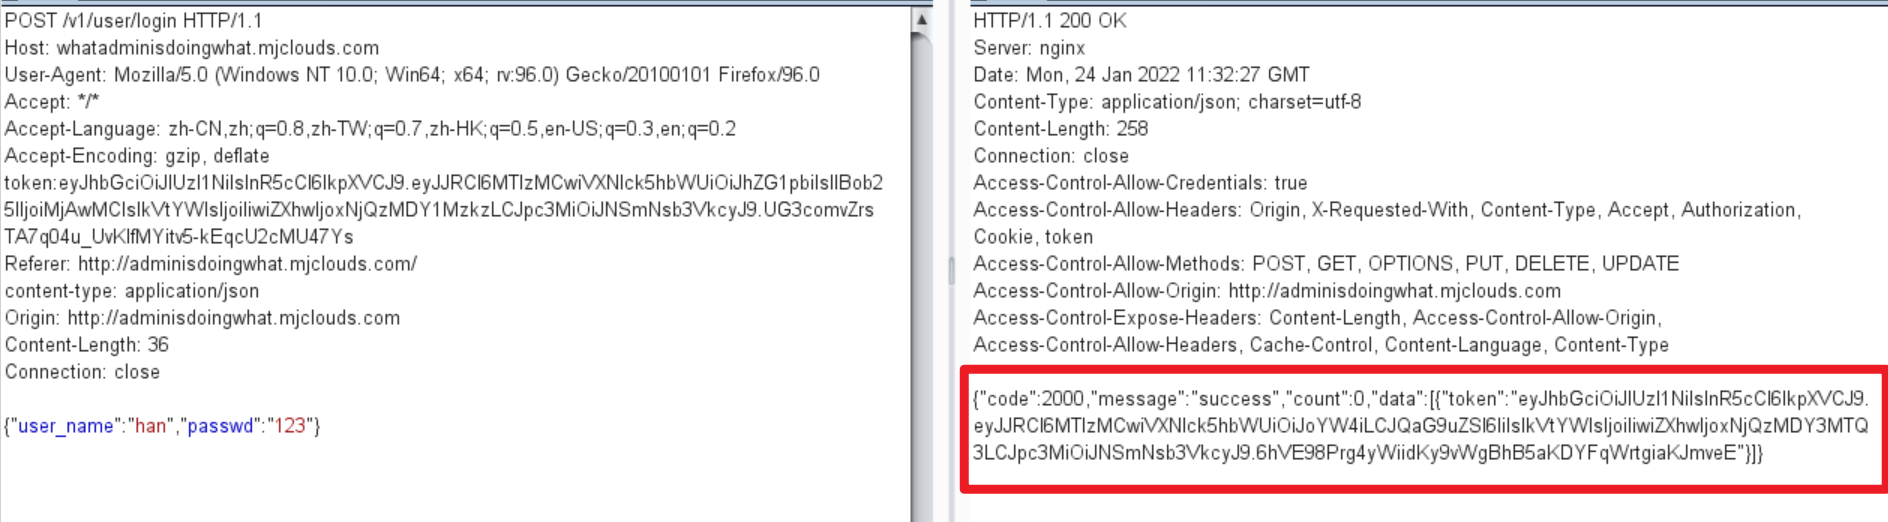 POST /v1/user/login HTTP/1.1
Host: whatadminisdoingwhat.mjclouds.com
User-Agent: Mozilla/5.0 (Windows NT 10.0; Win64; x64; rv:96.0) Gecko/20100101 Firefox/96.0
Accept: */*
Accept-Language: zh-CN,zh;q=0.8,zh-TW;q=0.7,zh-HK;q=0.5,en-US;q=0.3,en;q=0.2
Accept-Encoding: gzip, deflate
token:eyJhbGciOiJIUzI1NiIsInR5cCI6IkpXVCJ9.eyJJRCI6MTIzMCwiVXNlck5hbWUiOiJhZG1pbiIsIlBob2
5lIjoiMjAwMCIsIkVtYWlsIjoiIiwiZXhwIjoxNjQzMDY1MzkzLCJpc3MiOiJNSmNsb3VkcyJ9.UG3comvZrs
TA7q04u_UvKlfMYitv5-kEqcU2cMU47Ys
Referer: http://adminisdoingwhat.mjclouds.com/
content-type: application/json
Origin: http://adminisdoingwhat.mjclouds.com
Content-Length: 36
Connection: close
{"user_name":"han","passwd":"123"}
HTTP/1.1 200 OK
Server: nginx
Date: Mon, 24 Jan 2022 11:32:27 GMT
Content-Type: application/json; charset=utf-8
Content-Length: 258
Connection: close
Access-Control-Allow-Credentials: true
Access-Control-Allow-Headers: Origin, X-Requested-With, Content-Type, Accept, Authorization,
Cookie, token
Access-Control-Allow-Methods: POST, GET, OPTIONS, PUT, DELETE, UPDATE
Access-Control-Allow-Origin: http://adminisdoingwhat.mjclouds.com
Access-Control-Expose-Headers: Content-Length, Access-Control-Allow-Origin,
Access-Control-Allow-Headers, Cache-Control, Content-Language, Content-Type
{"code":2000,"message":"success","count":0,"data":[{"token":"eyJhbGciOiJIUzI1NiIsInR5cCI6IkpXVCJ9.
eyJJRCI6MTIzMCwiVXNlck5hbWUiOiJoYW4iLCJQaG9uZSI6IiIsIkVtYWlsIjoiIiwiZXhwIjoxNjQzMDY3MTQ
3LCJpc3MiOiJNSmNsb3VkcyJ9.6hVE98Prg4yWiidKy9vWgBhB5aKDYFqWrtgiaKJmveE"}]}